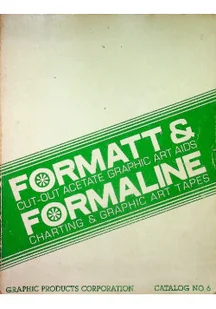 FORMATT &
CUT-OUT ACETATE GRAPHIC ART AIDS
FORMALINE
CHARTING & GRAPHIC ART TAPES
GRAPHIC PRODUCTS CORPORATION CATALOG NO. 6